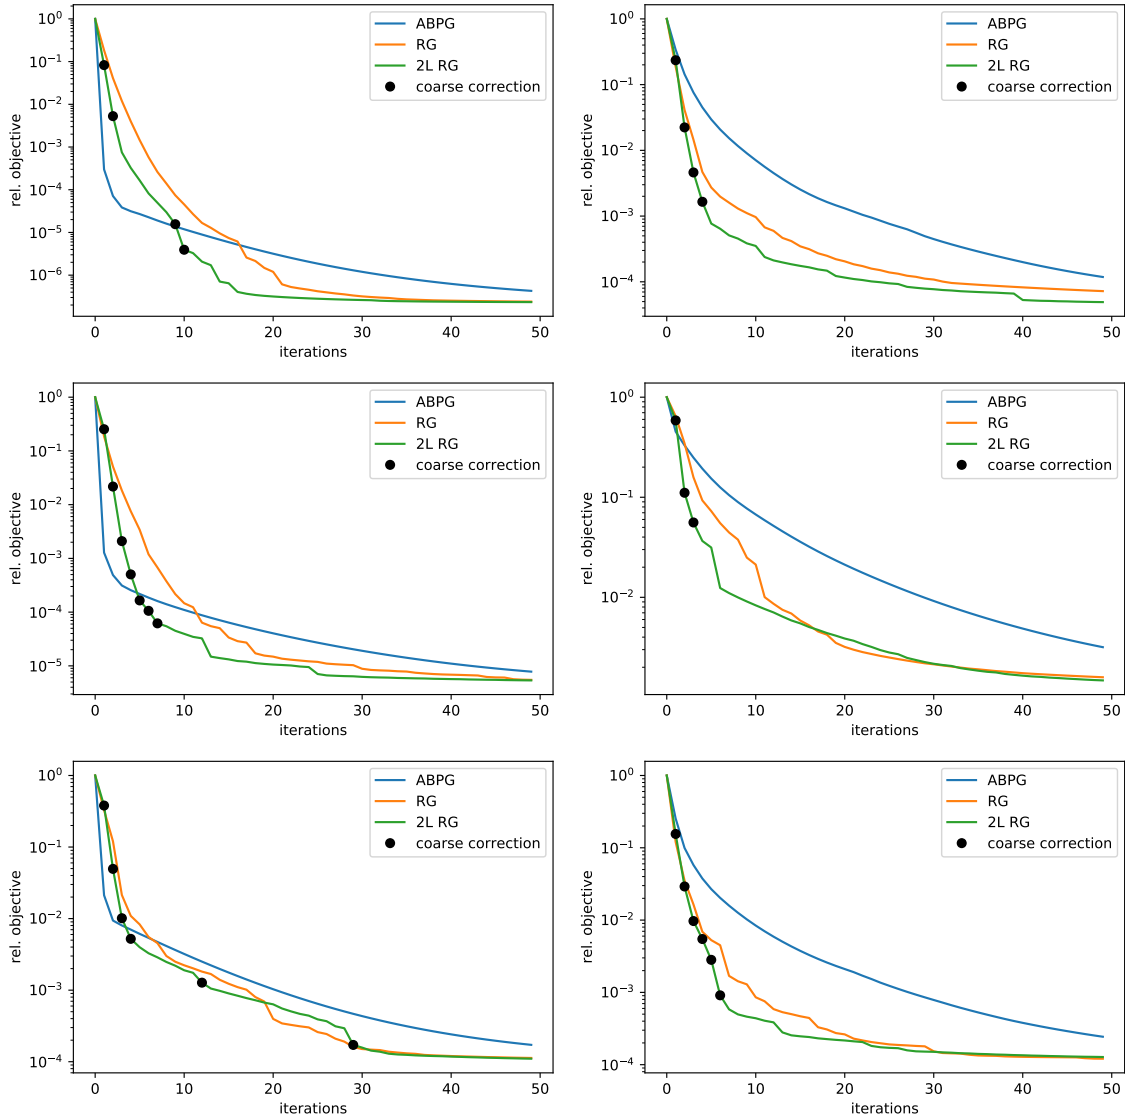 ABPG
RG
2L RG
coarse correction
10^0
10^-1
10^-2
10^-3
10^-4
10^-5
10^-6
rel. objective
0 10 20 30 40 50
iterations
ABPG
RG
2L RG
coarse correction
10^0
10^-1
10^-2
10^-3
10^-4
rel. objective
0 10 20 30 40 50
iterations
ABPG
RG
2L RG
coarse correction
10^0
10^-1
10^-2
10^-3
10^-4
10^-5
rel. objective
0 10 20 30 40 50
iterations
ABPG
RG
2L RG
coarse correction
10^0
10^-1
10^-2
rel. objective
0 10 20 30 40 50
iterations
ABPG
RG
2L RG
coarse correction
10^0
10^-1
10^-2
10^-3
10^-4
rel. objective
0 10 20 30 40 50
iterations
ABPG
RG
2L RG
coarse correction
10^0
10^-1
10^-2
10^-3
10^-4
rel. objective
0 10 20 30 40 50
iterations